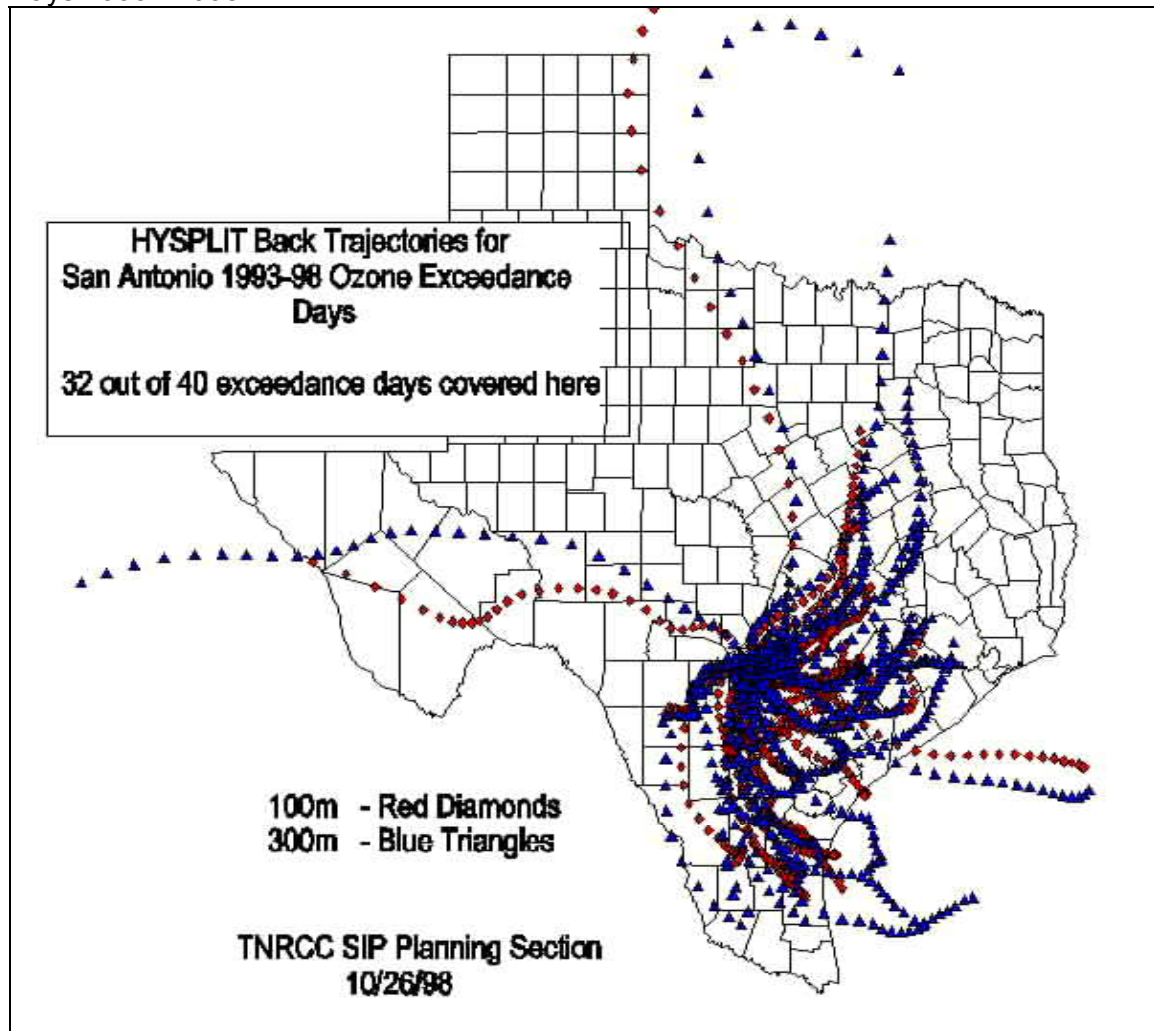 HYSPLIT Back Trajectories for
San Antonio 1993-98 Ozone Exceedance
Days
32 out of 40 exceedance days covered here
100m - Red Diamonds
300m - Blue Triangles
TNRCC SIP Planning Section
10/26/98